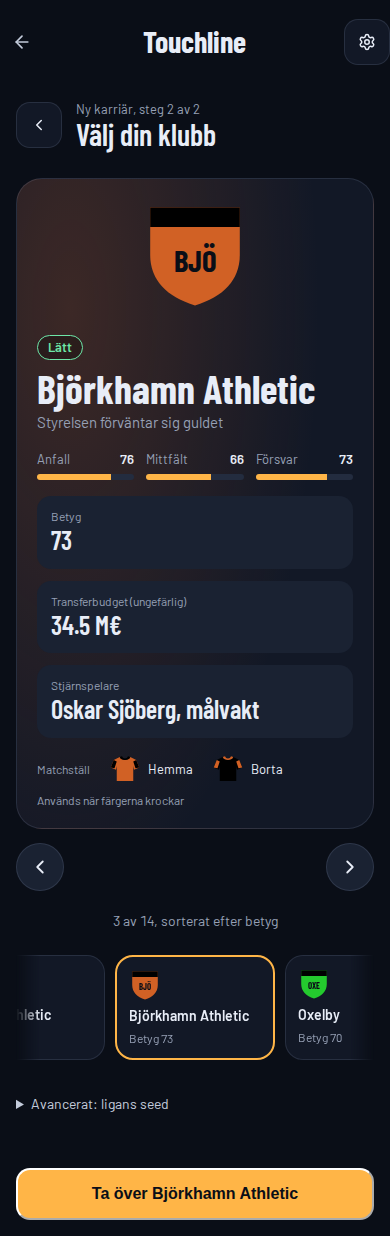 Touchline
Ny karriär, steg 2 av 2
Välj din klubb
BJÖ
Lätt
Björkhamn Athletic
Styrelsen förväntar sig guldet
Anfall 76 Mittfält 66 Försvar 73
Betyg
73
Transferbudget (ungefärlig)
34.5 M€
Stjärnspelare
Oskar Sjöberg, målvakt
Matchställ Hemma Borta
Används när färgerna krockar
3 av 14, sorterat efter betyg
BJÖ OXE
hletic Björkhamn Athletic Oxelby
Betyg 73 Betyg 70
Avancerat: ligans seed
Ta över Björkhamn Athletic